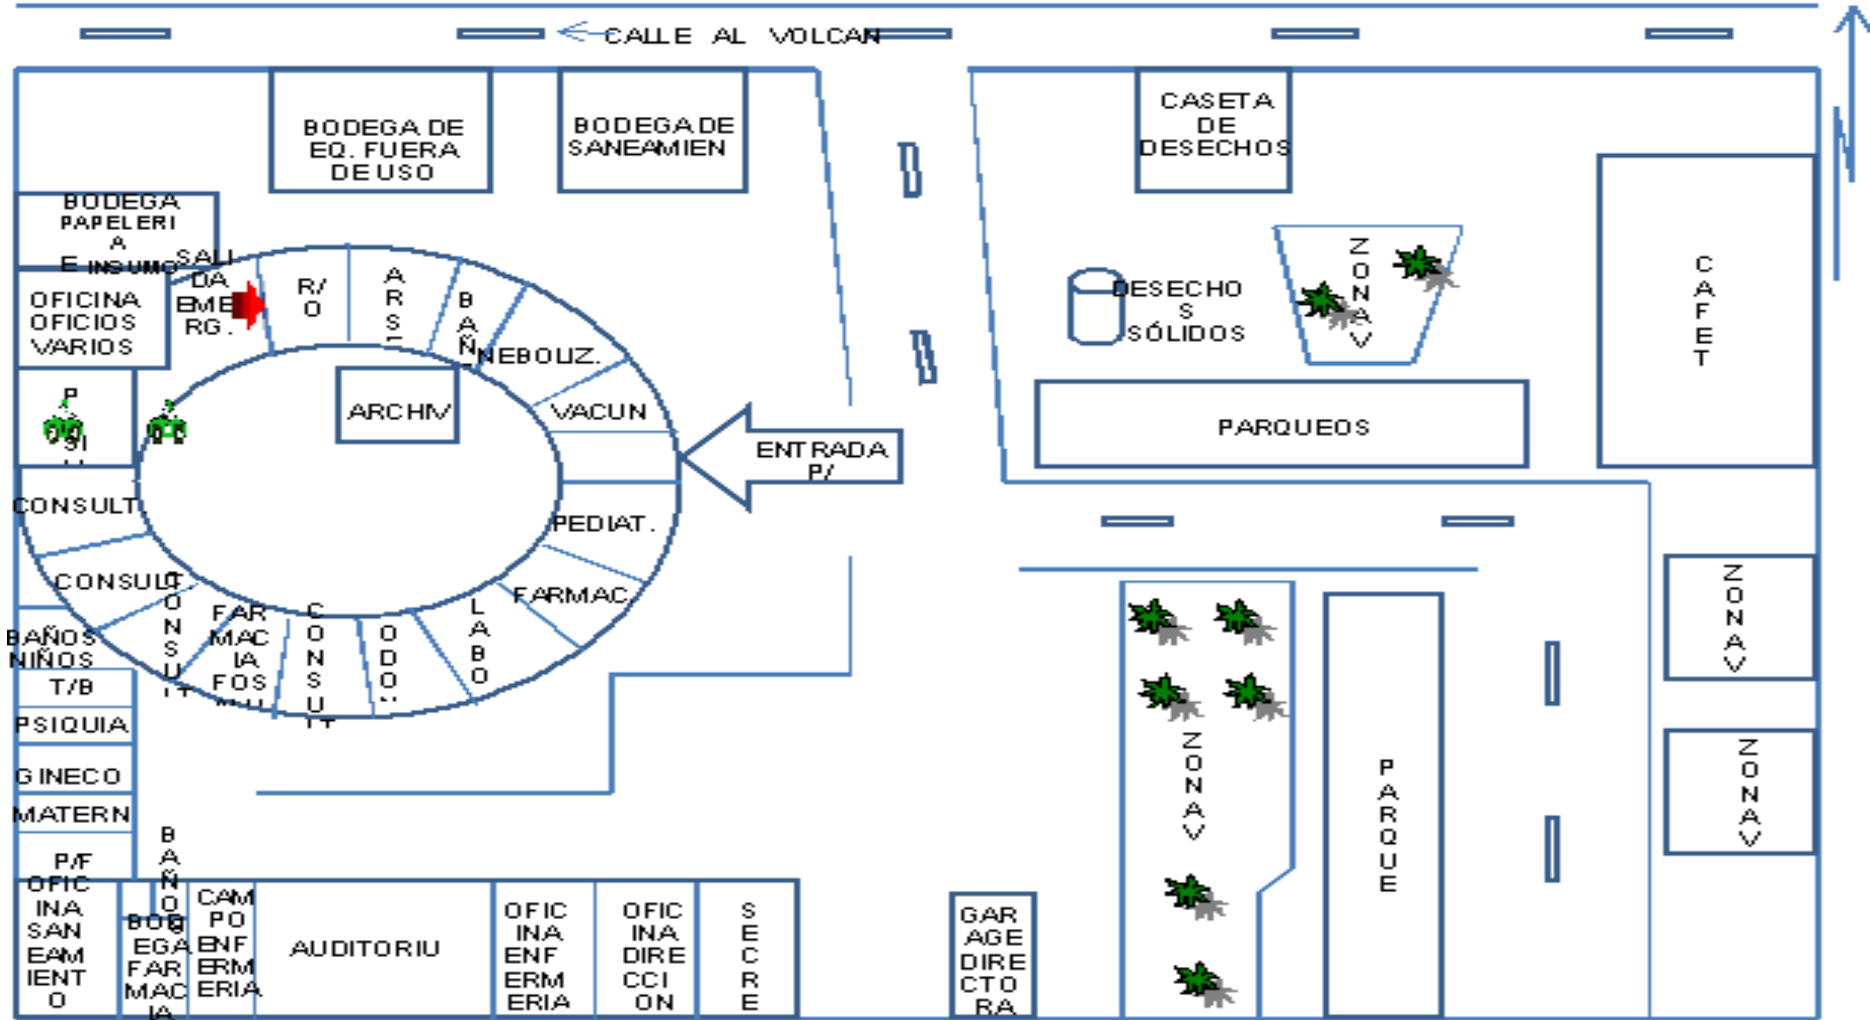 CALLE AL VOLCAN
BODEGA DE
EQ. FUERA
DE USO
BODEGA DE
SANEAMIEN
CASETA
DE
DESECHOS
BODEGA
PAPELERI
A
E INSUMO
SALI
DA
EME
RG.
OFICINA
OFICIOS
VARIOS
R/
O
A
R
S
B
A
Ñ
NEBOLIZ.
VACUN
ARCHIV
ENTRADA
P/
DESECHO
S
SÓLIDOS
Z
O
N
A
V
C
A
F
E
T
PARQUEOS
P
CONSULT.
CONSULT.
C
O
N
S
U
L
T
FAR
MAC
IA
FOS
C
O
N
S
U
L
T
O
D
O
N
L
A
B
O
FARMAC.
PEDIAT.
BAÑOS
NIÑOS
T/B
PSIQUIA
GINECO
MATERN
P/F
B
A
Ñ
O
S
OFIC
INA
SAN
EAM
IENT
O
BOD
EGA
FAR
MAC
IA
CAM
PO
ENF
ERM
ERIA
AUDITORIU
OFIC
INA
ENF
ERM
ERIA
OFIC
INA
DIRE
CCI
ON
S
E
C
R
E
GAR
AGE
DIRE
CTO
RA
Z
O
N
A
V
P
A
R
Q
U
E
Z
O
N
A
V
Z
O
N
A
V